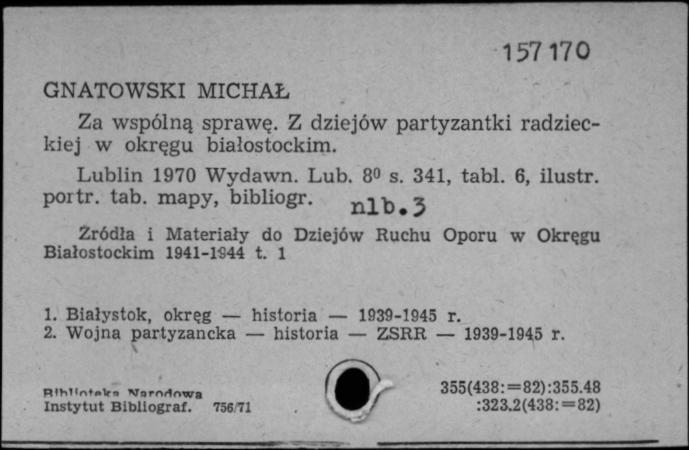 157170
GNATOWSKI MICHAŁ
Za wspólną sprawę. Z dziejów partyzantki radziec-
kiej w okręgu białostockim.
Lublin 1970 Wydawn. Lub. 8⁰ s. 341, tabl. 6, ilustr.
portr. tab. mapy, bibliogr. nlb.3
Źródła i Materiały do Dziejów Ruchu Oporu w Okręgu
Białostockim 1941-1944 t. 1
1. Białystok, okręg — historia — 1939-1945 r.
2. Wojna partyzancka — historia — ZSRR — 1939-1945 r.
Biblioteka Narodowa
Instytut Bibliograf. 756/71
355(438:=82):355.48
:323.2(438:=82)